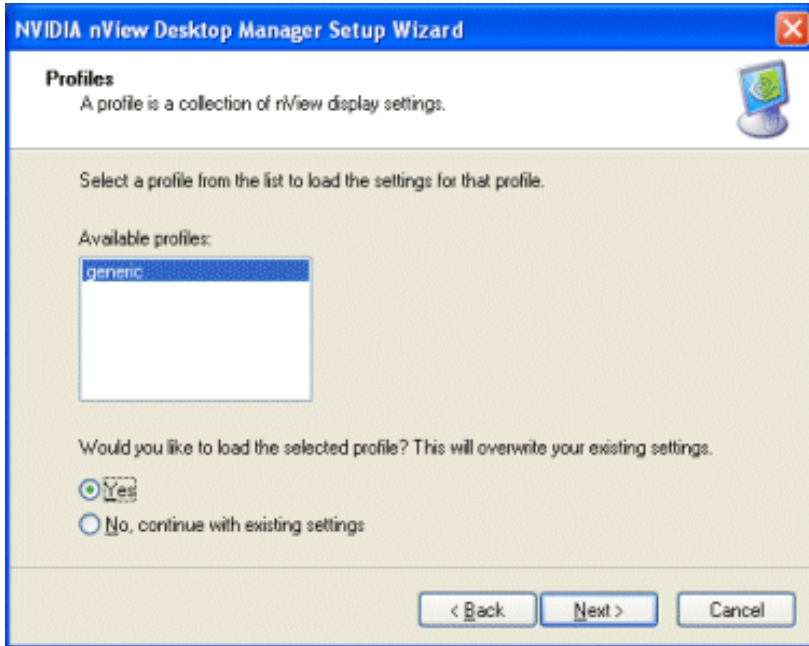 NVIDIA nView Desktop Manager Setup Wizard
Profiles
A profile is a collection of nView display settings.
Select a profile from the list to load the settings for that profile.
Available profiles:
generic
Would you like to load the selected profile? This will overwrite your existing settings.
Yes
No, continue with existing settings
< Back
Next >
Cancel